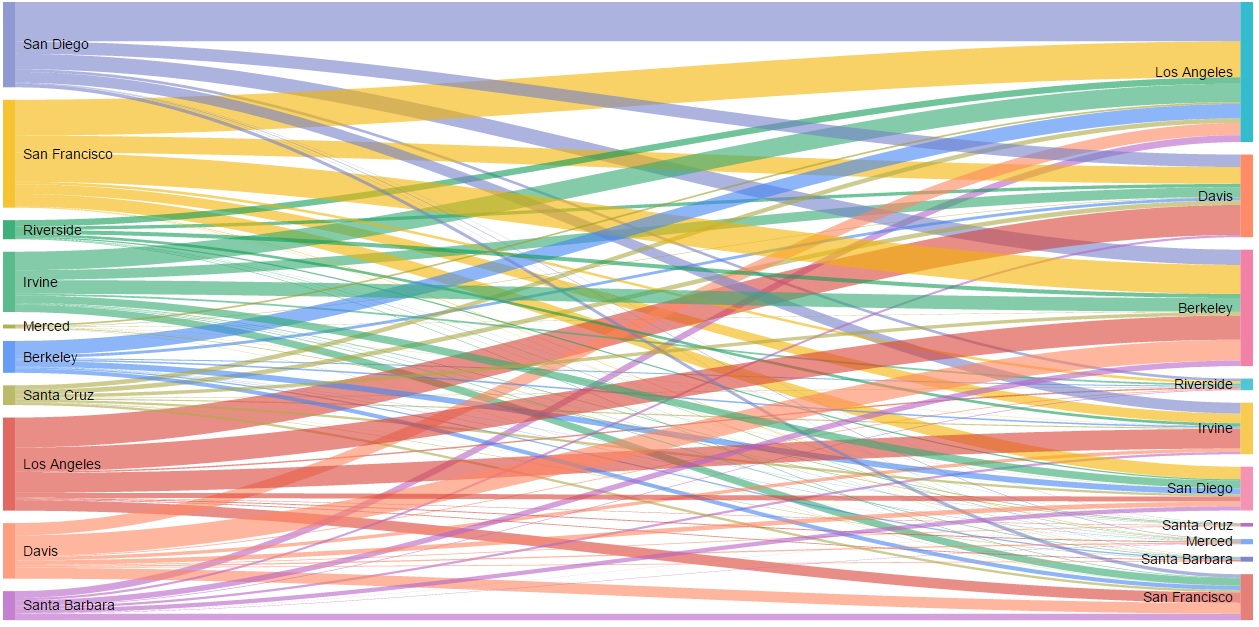 San Diego
San Francisco
Riverside
Irvine
Merced
Berkeley
Santa Cruz
Los Angeles
Davis
Santa Barbara
Los Angeles
Davis
Berkeley
Riverside
Irvine
San Diego
Santa Cruz
Merced
Santa Barbara
San Francisco